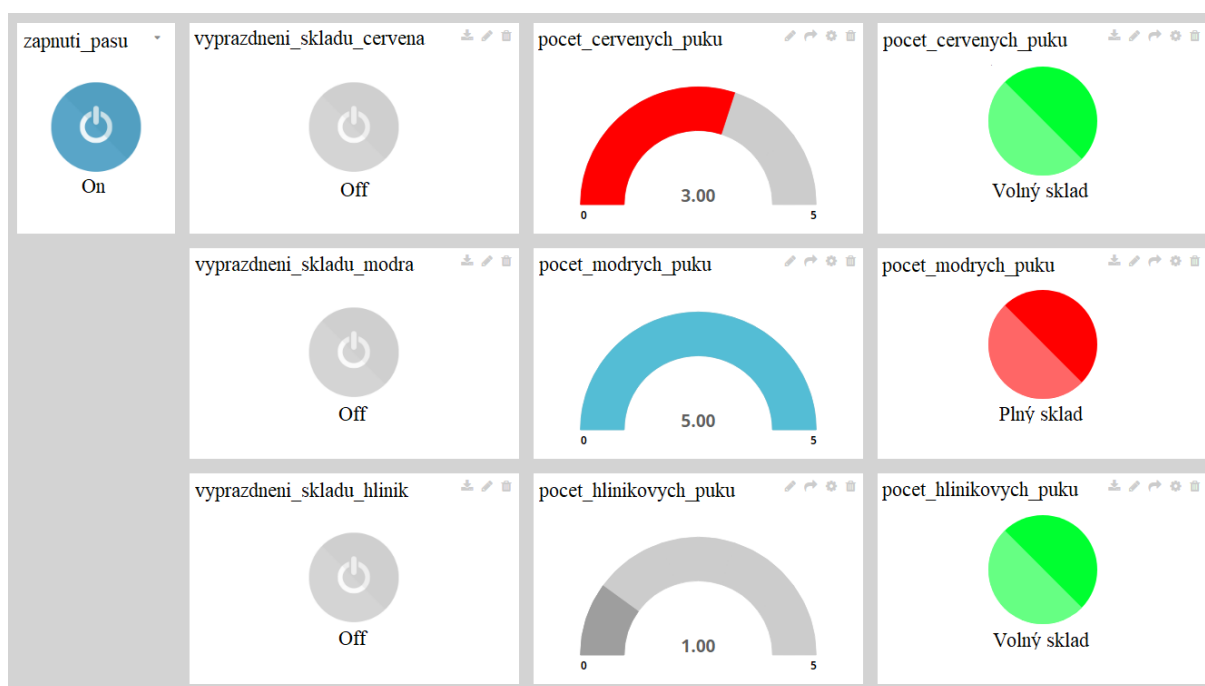 zapnuti_pasu
On
vyprazdneni_skladu_cervena
Off
pocet_cervenych_puku
3.00
0
5
pocet_cervenych_puku
Volný sklad
vyprazdneni_skladu_modra
Off
pocet_modrych_puku
5.00
0
5
pocet_modrych_puku
Plný sklad
vyprazdneni_skladu_hlinik
Off
pocet_hlinikovych_puku
1.00
0
5
pocet_hlinikovych_puku
Volný sklad